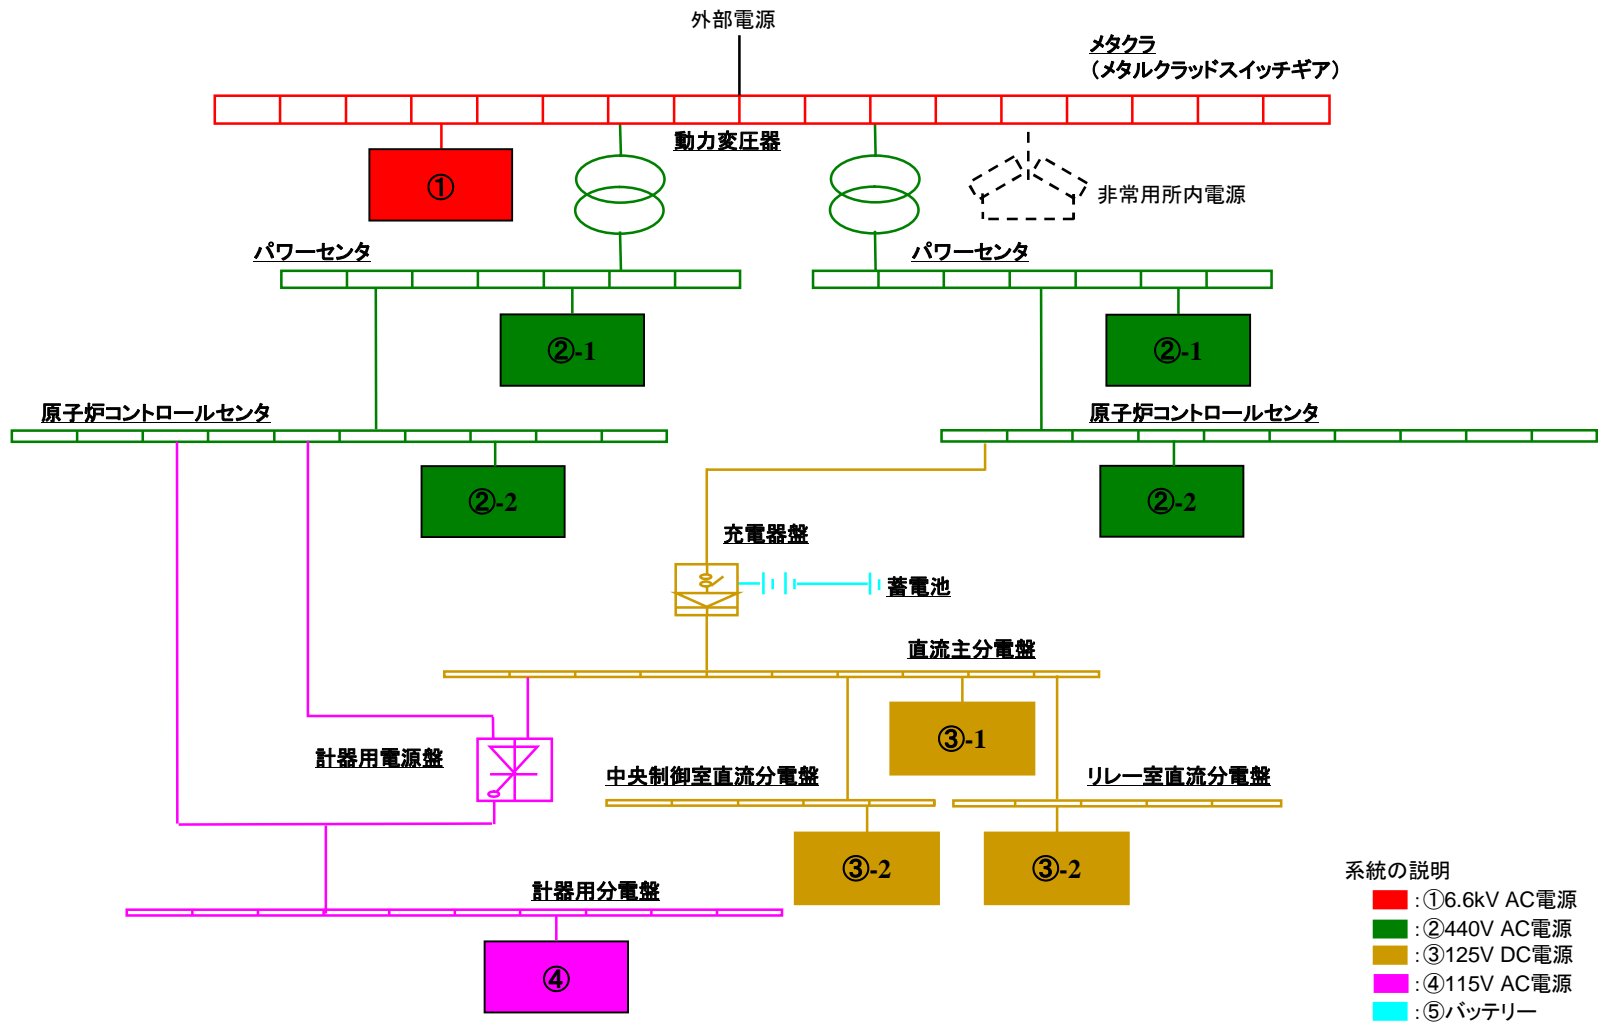 外部電源
メタクラ
（メタルクラッドスイッチギア）
動力変圧器
①
非常用所内電源
パワーセンタ
パワーセンタ
②-1
②-1
原子炉コントロールセンタ
原子炉コントロールセンタ
②-2
②-2
充電器盤
蓄電池
直流主分電盤
③-1
計器用電源盤
中央制御室直流分電盤
リレー室直流分電盤
③-2
③-2
計器用分電盤
④
系統の説明
：①6.6kV AC電源
：②440V AC電源
：③125V DC電源
：④115V AC電源
：⑤バッテリー